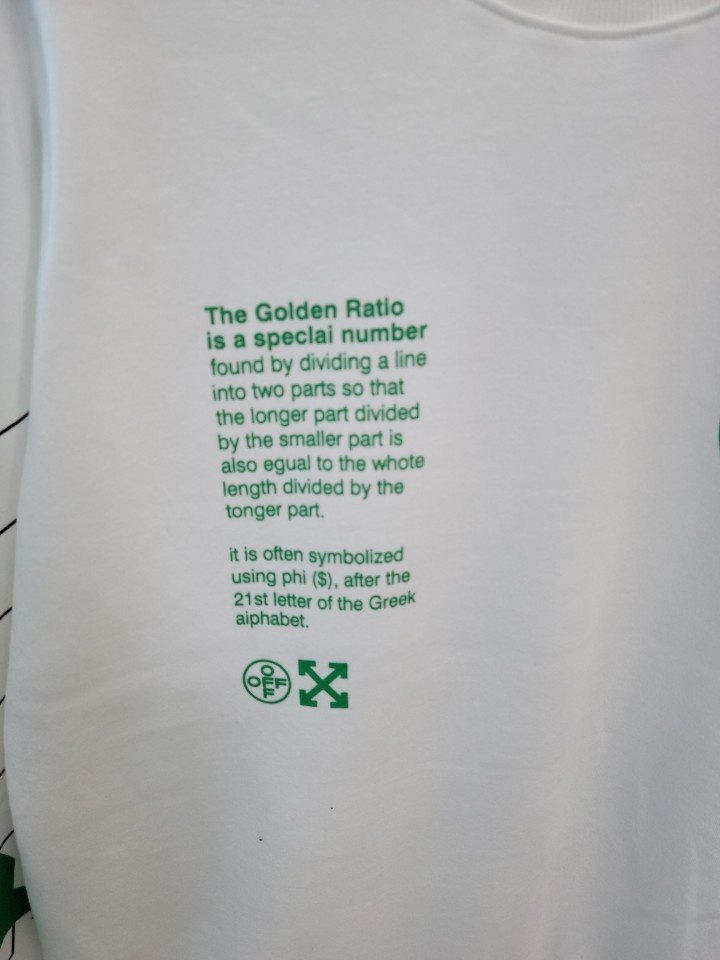 The Golden Ratio
is a speclai number
found by dividing a line
into two parts so that
the longer part divided
by the smaller part is
also egual to the whote
length divided by the
tonger part.
it is often symbolized
using phi ($), after the
21st letter of the Greek
aiphabet.
OFF OFF